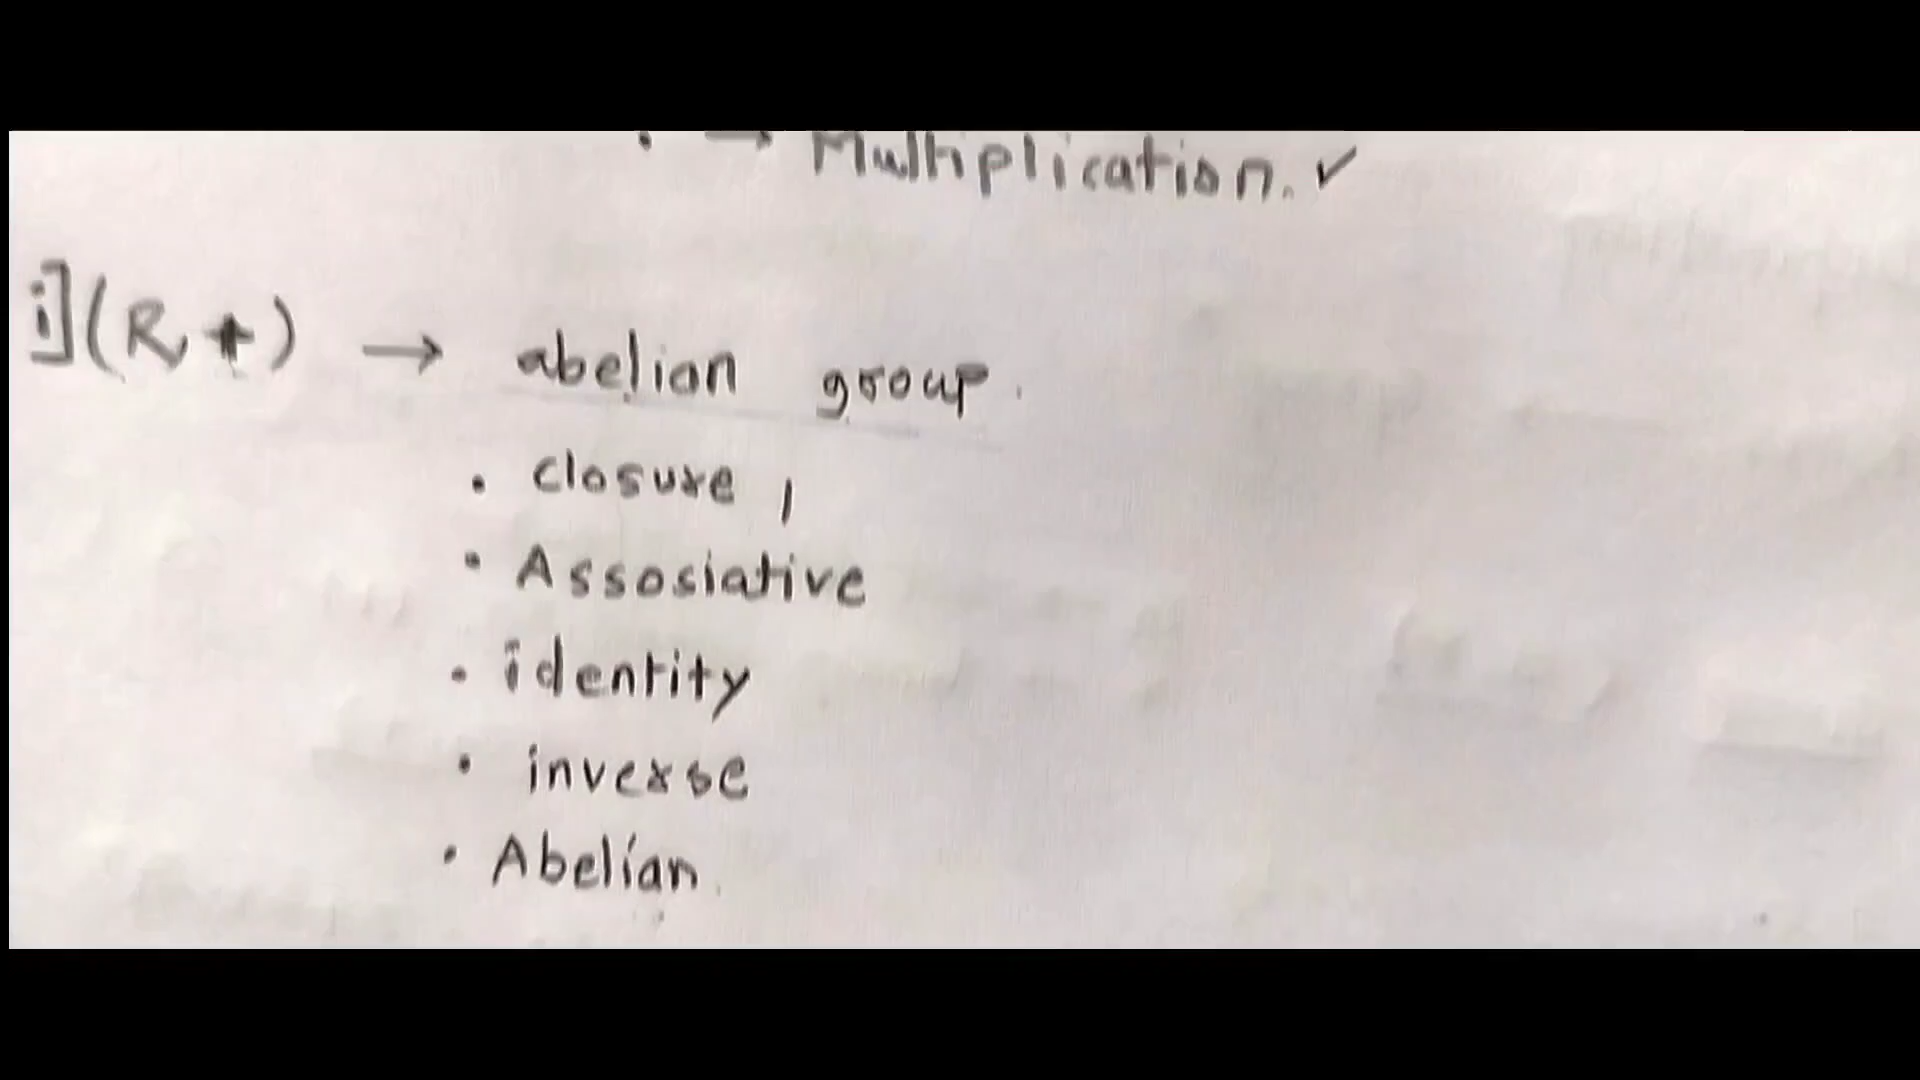 . → Multiplication. ✓
i] (R, +) → abelian group.
. closure ,
. Assosiative
. identity
. inverse
. Abelian.